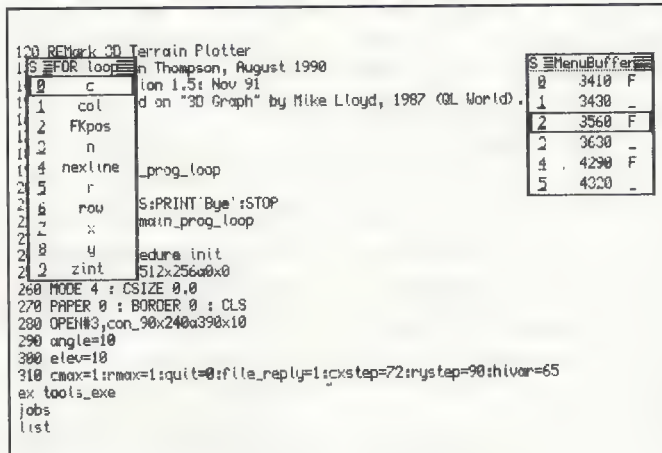 120 REMark 3D Terrain Plotter
n Thompson, August 1990
ion 1.5: Nov 91
d on "3D Graph" by Mike Lloyd, 1987 (QL World).
_prog_loop
S:PRINT'Bye':STOP
main_prog_loop
edure init
512x256a0x0
260 MODE 4 : CSIZE 0,0
270 PAPER 0 : BORDER 0 : CLS
280 OPEN#3,con_90x240a390x10
290 angle=10
300 elev=10
310 cmax=1:rmax=1:quit=0:file_reply=1:cxstep=72:rystep=90:hivar=65
ex tools_exe
jobs
list
S FOR loop
0 c
1 col
2 FKpos
3 n
4 nextline
5 r
6 row
7 x
8 y
9 zint
S MenuBuffer
0 3410 F
1 3430 _
2 3560 F
3 3630 _
4 4290 F
5 4320 _